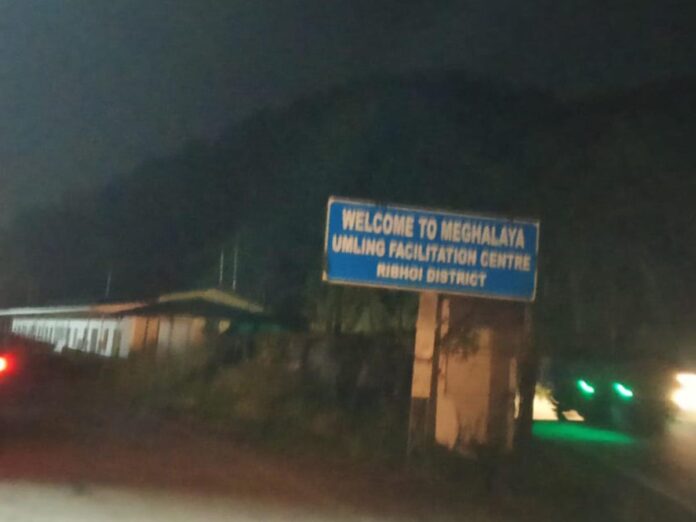 WELCOME TO MEGHALAYA
UMLING FACILITATION CENTRE
RIBHOI DISTRICT